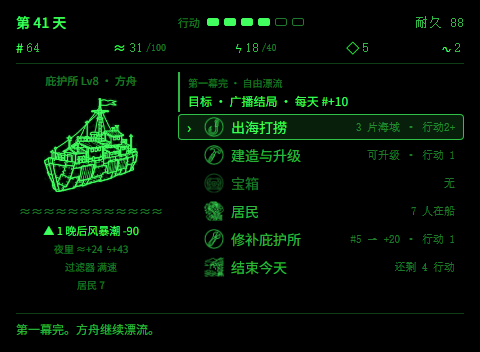 第 41 天
行动
耐久 88
# 64
≈ 31 /100
ϟ 18 /40
◇ 5
∿ 2
庇护所 Lv8 · 方舟
▲ 1 晚后风暴潮 -90
夜里 ≈+24 ϟ+43
过滤器 满速
居民 7
第一幕完 · 自由漂流
目标 · 广播结局 · 每天 #+10
› 出海打捞 3 片海域 · 行动2+
建造与升级 可升级 · 行动 1
宝箱 无
居民 7 人在船
修补庇护所 #5 → +20 · 行动 1
结束今天 还剩 4 行动
第一幕完。方舟继续漂流。